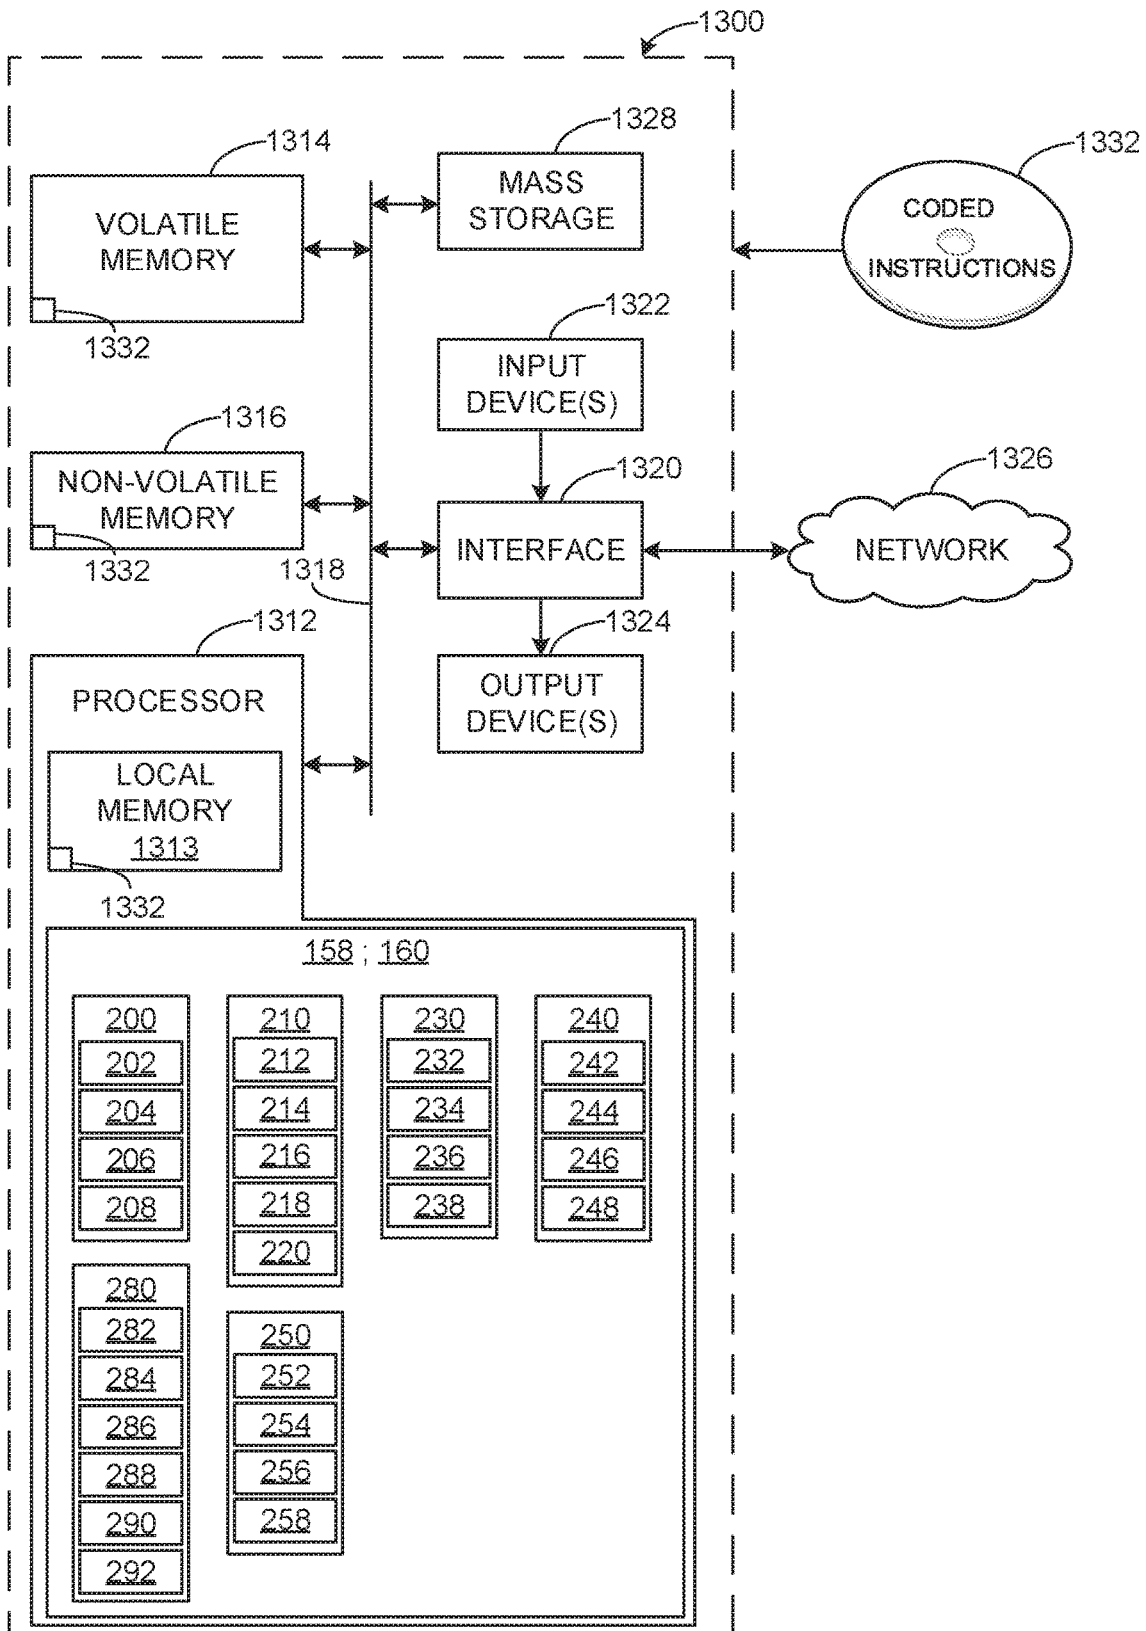 1300
1314
VOLATILE
MEMORY
1332
1328
MASS
STORAGE
1332
CODED
INSTRUCTIONS
1322
INPUT
DEVICE(S)
1316
NON-VOLATILE
MEMORY
1332
1318
1320
INTERFACE
1326
NETWORK
1312
PROCESSOR
1324
OUTPUT
DEVICE(S)
LOCAL
MEMORY
1313
1332
158 ; 160
200
202
204
206
208
210
212
214
216
218
220
230
232
234
236
238
240
242
244
246
248
280
282
284
286
288
290
292
250
252
254
256
258